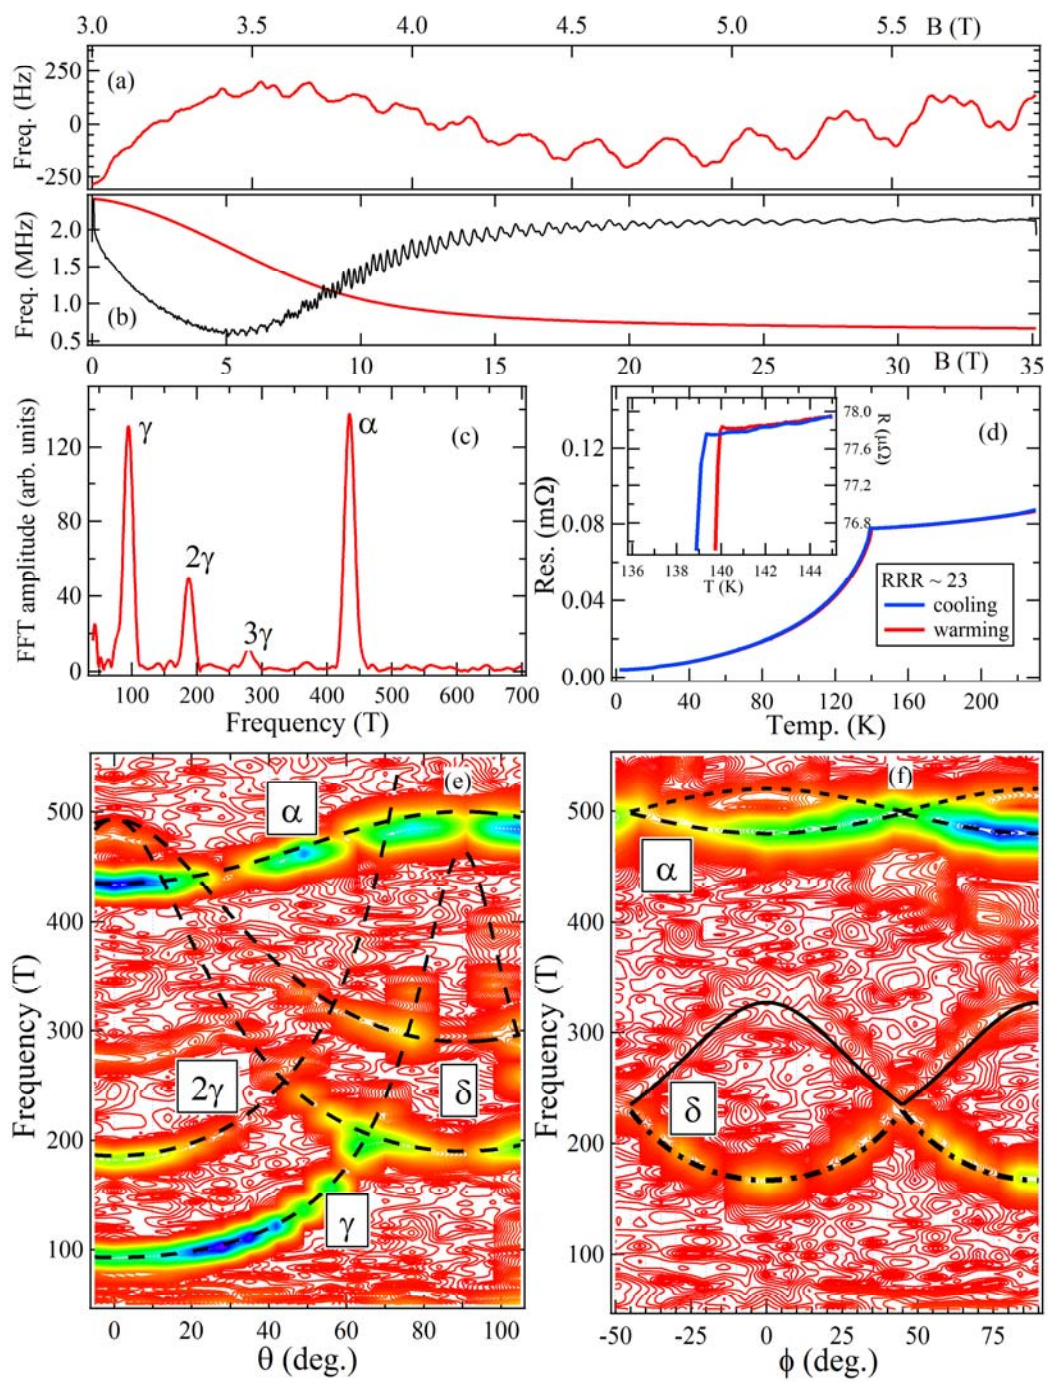 3.0 3.5 4.0 4.5 5.0 5.5 B (T)
Freq. (Hz)
250
0
-250
(a)
Freq. (MHz)
2.0
1.5
1.0
0.5
(b)
0 5 10 15 20 25 30 B (T) 35
FFT amplitude (arb. units)
120
80
40
0
γ
2γ
3γ
α
(c)
100 200 300 400 500 600 700
Frequency (T)
Res. (mΩ)
0.12
0.08
0.04
0.00
(d)
78.0
77.6
77.2
76.8
R (μΩ)
136 138 140 142 144
T (K)
RRR ~ 23
cooling
warming
0 40 80 120 160 200
Temp. (K)
Frequency (T)
500
400
300
200
100
(e)
α
2γ
δ
γ
0 20 40 60 80 100
θ (deg.)
Frequency (T)
500
400
300
200
100
(f)
α
δ
-50 -25 0 25 50 75
ϕ (deg.)